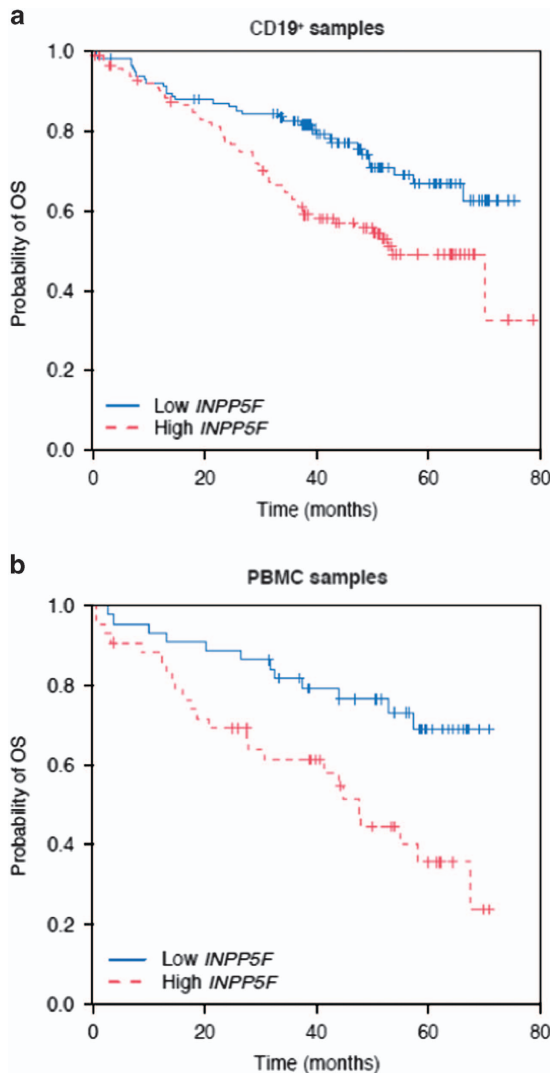 a
CD19⁺ samples
1.0
0.8
0.6
0.4
0.2
0.0
Probability of OS
Low INPP5F
High INPP5F
0 20 40 60 80
Time (months)
b
PBMC samples
1.0
0.8
0.6
0.4
0.2
0.0
Probability of OS
Low INPP5F
High INPP5F
0 20 40 60 80
Time (months)